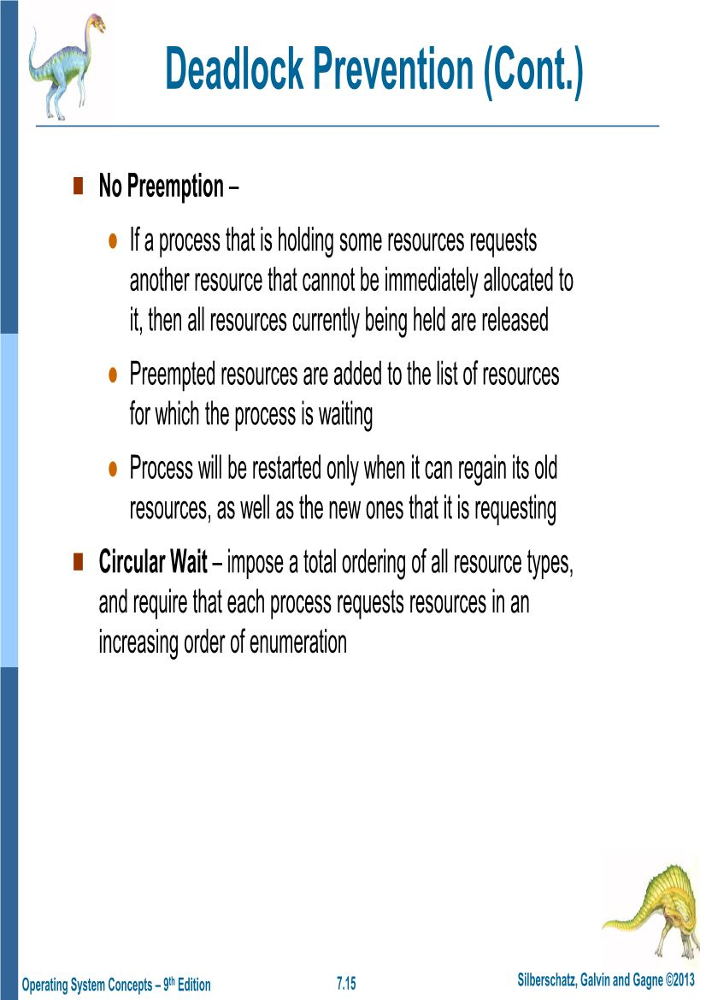 Deadlock Prevention (Cont.)
■ No Preemption –
● If a process that is holding some resources requests
another resource that cannot be immediately allocated to
it, then all resources currently being held are released
● Preempted resources are added to the list of resources
for which the process is waiting
● Process will be restarted only when it can regain its old
resources, as well as the new ones that it is requesting
■ Circular Wait – impose a total ordering of all resource types,
and require that each process requests resources in an
increasing order of enumeration
Operating System Concepts – 9th Edition
7.15
Silberschatz, Galvin and Gagne ©2013